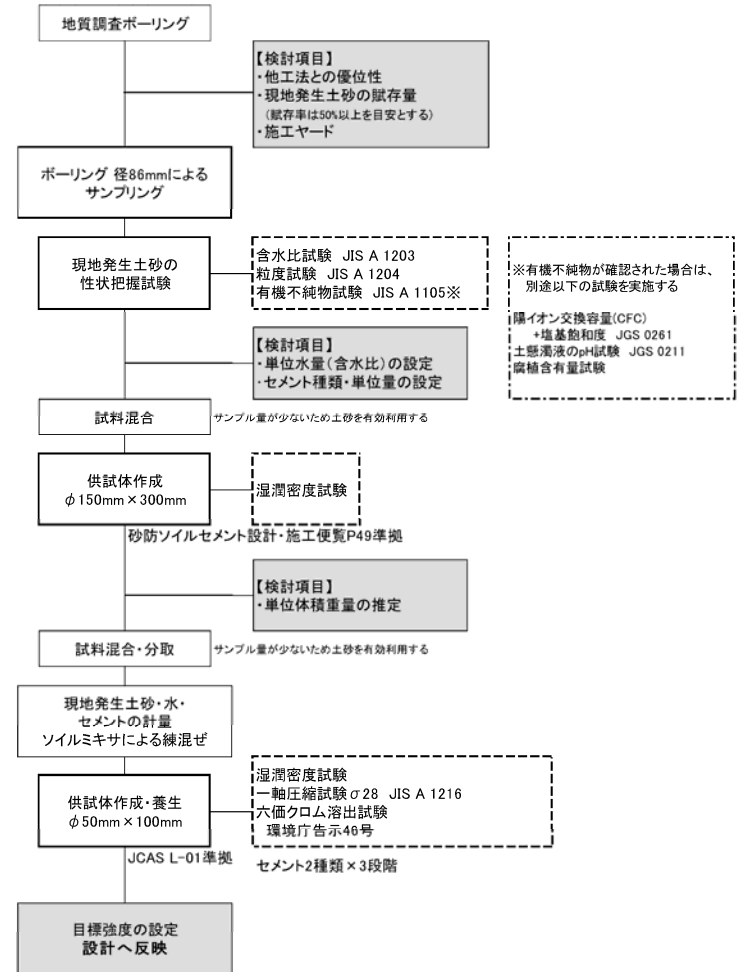 地質調査ボーリング
【検討項目】
・他工法との優位性
・現地発生土砂の賦存量
（賦存率は50%以上を目安とする）
・施工ヤード
ボーリング 径86mmによる
サンプリング
現地発生土砂の
性状把握試験
含水比試験 JIS A 1203
粒度試験 JIS A 1204
有機不純物試験 JIS A 1105※
※有機不純物が確認された場合は、
別途以下の試験を実施する
陽イオン交換容量(CFC)
+塩基飽和度 JGS 0261
土懸濁液のpH試験 JGS 0211
腐植含有量試験
【検討項目】
・単位水量（含水比）の設定
・セメント種類・単位量の設定
試料混合
サンプル量が少ないため土砂を有効利用する
供試体作成
φ150mm×300mm
湿潤密度試験
砂防ソイルセメント設計・施工便覧P49準拠
【検討項目】
・単位体積重量の推定
試料混合・分取
サンプル量が少ないため土砂を有効利用する
現地発生土砂・水・
セメントの計量
ソイルミキサによる練混ぜ
供試体作成・養生
φ50mm×100mm
湿潤密度試験
一軸圧縮試験σ28 JIS A 1216
六価クロム溶出試験
環境庁告示46号
JCAS L-01準拠
セメント2種類×3段階
目標強度の設定
設計へ反映